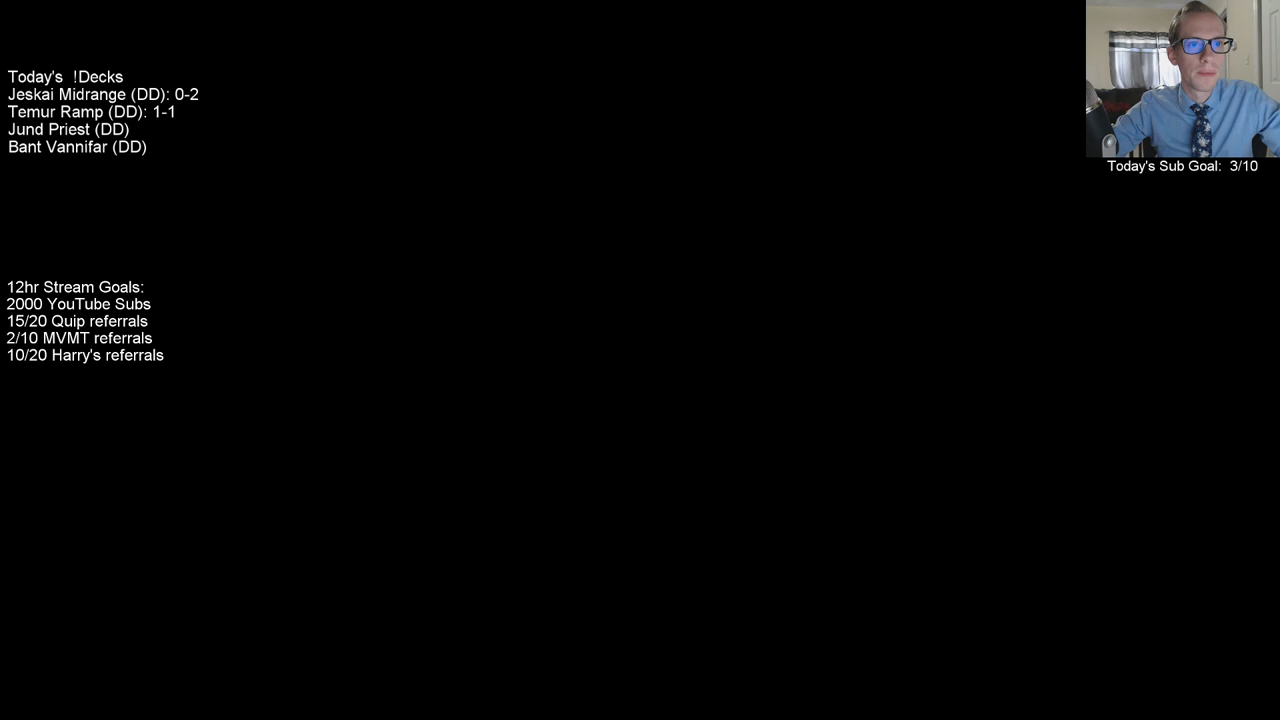 Today's !Decks
Jeskai Midrange (DD): 0-2
Temur Ramp (DD): 1-1
Jund Priest (DD)
Bant Vannifar (DD)
Today's Sub Goal: 3/10
12hr Stream Goals:
2000 YouTube Subs
15/20 Quip referrals
2/10 MVMT referrals
10/20 Harry's referrals